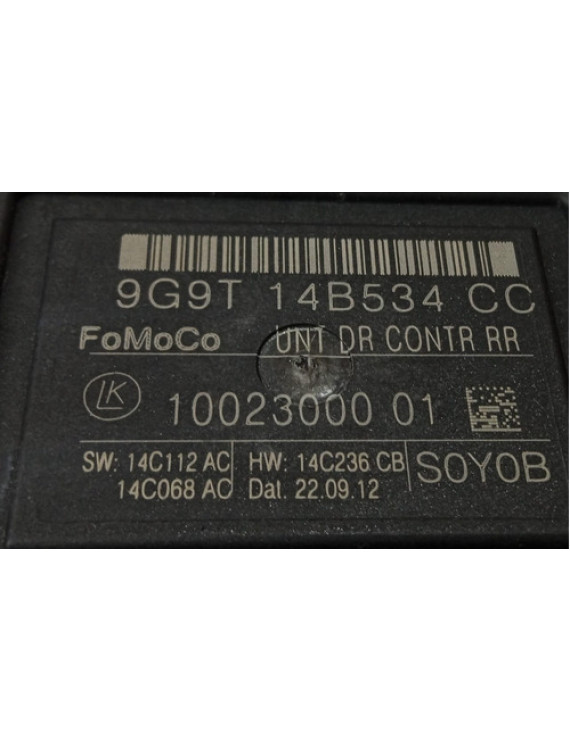 9G9T 14B534 CC
FoMoCo UNT DR CONTR RR
LK 10023000 01
SW: 14C112 AC HW: 14C236 CB SOYOB
14C068 AC Dat. 22.09.12